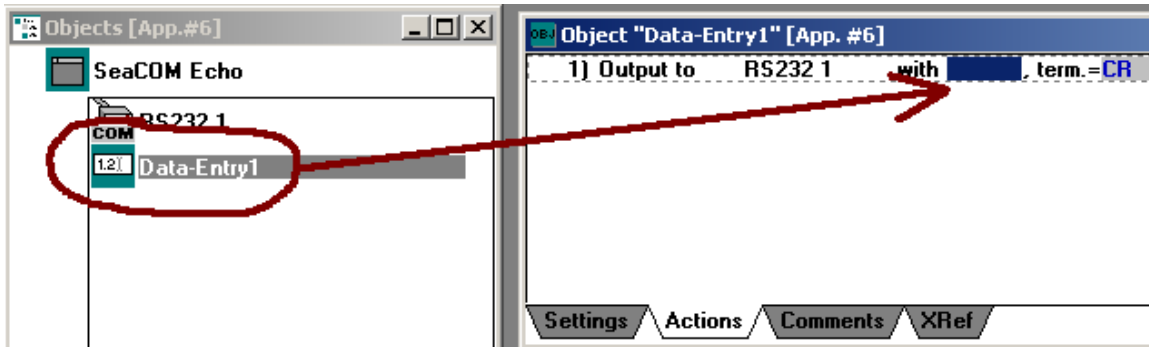 Objects [App.#6]
SeaCOM Echo
RS232 1
COM
1.2
Data-Entry1
OBJ Object "Data-Entry1" [App. #6]
1) Output to RS232 1 with , term.=CR
Settings Actions Comments XRef